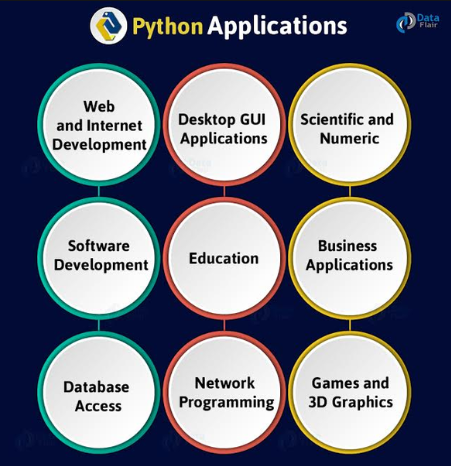 Python Applications
Data
Flair
Web
and Internet
Development
Desktop GUI
Applications
Scientific and
Numeric
Software
Development
Education
Business
Applications
Database
Access
Network
Programming
Games and
3D Graphics